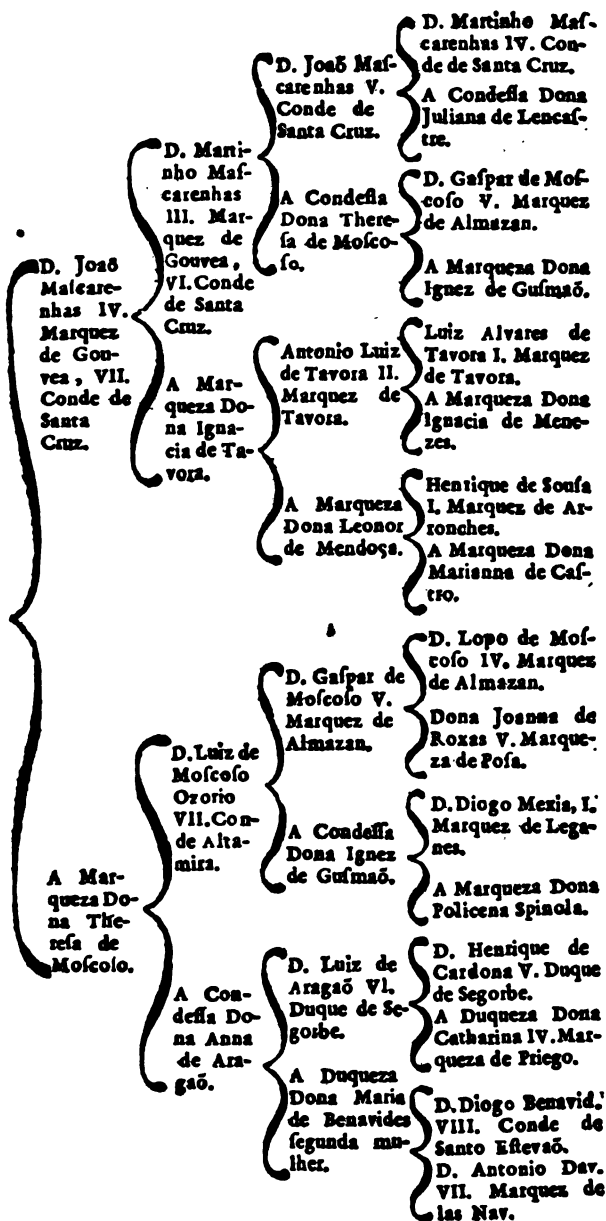 D. Joaõ
Maſcare-
nhas IV.
Marquez
de Gou-
vea, VII.
Conde de
Santa
Cruz.
D. Marti-
nho Maſ-
carenhas
III. Mar-
quez de
Gouvea,
VI. Conde
de Santa
Cruz.
D. Joaõ Maſ-
carenhas V.
Conde de
Santa Cruz.
D. Martinho Maſ-
carenhas IV. Con-
de de Santa Cruz.
A Condeſſa Dona
Juliana de Lencaſ-
tre.
A Condeſſa
Dona There-
ſa de Moſco-
ſo.
D. Gaſpar de Moſ-
coſo V. Marquez
de Almazan.
A Marqueza Dona
Ignez de Guſmaõ.
A Mar-
queza Do-
na Igna-
cia de Ta-
vora.
Antonio Luiz
de Tavora II.
Marquez de
Tavora.
Luiz Alvares de
Tavora I. Marquez
de Tavora.
A Marqueza Dona
Ignacia de Mene-
zes.
A Marqueza
Dona Leonor
de Mendoça.
Henrique de Souſa
I. Marquez de Ar-
ronches.
A Marqueza Dona
Marianna de Caſ-
tro.
A Mar-
queza Do-
na The-
reſa de
Moſcoſo.
D. Luiz de
Moſcoſo
Ozorio
VII. Con-
de Alta-
mira.
D. Gaſpar de
Moſcoſo V.
Marquez de
Almazan.
D. Lopo de Moſ-
coſo IV. Marquez
de Almazan.
Dona Joanna de
Roxas V. Marque-
za de Poſa.
A Condeſſa
Dona Ignez
de Guſmaõ.
D. Diogo Mexia, I.
Marquez de Lega-
nes.
A Marqueza Dona
Policena Spinola.
A Con-
deſſa Do-
na Anna
de Ara-
gaõ.
D. Luiz de
Aragaõ VI.
Duque de Se-
gorbe.
D. Henrique de
Cardona V. Duque
de Segorbe.
A Duqueza Dona
Catharina IV. Mar-
queza de Priego.
A Duqueza
Dona Maria
de Benavides
ſegunda mu-
lher.
D. Diogo Benavid.
VIII. Conde de
Santo Eſtevaõ.
D. Antonio Dav.
VII. Marquez de
las Nav.